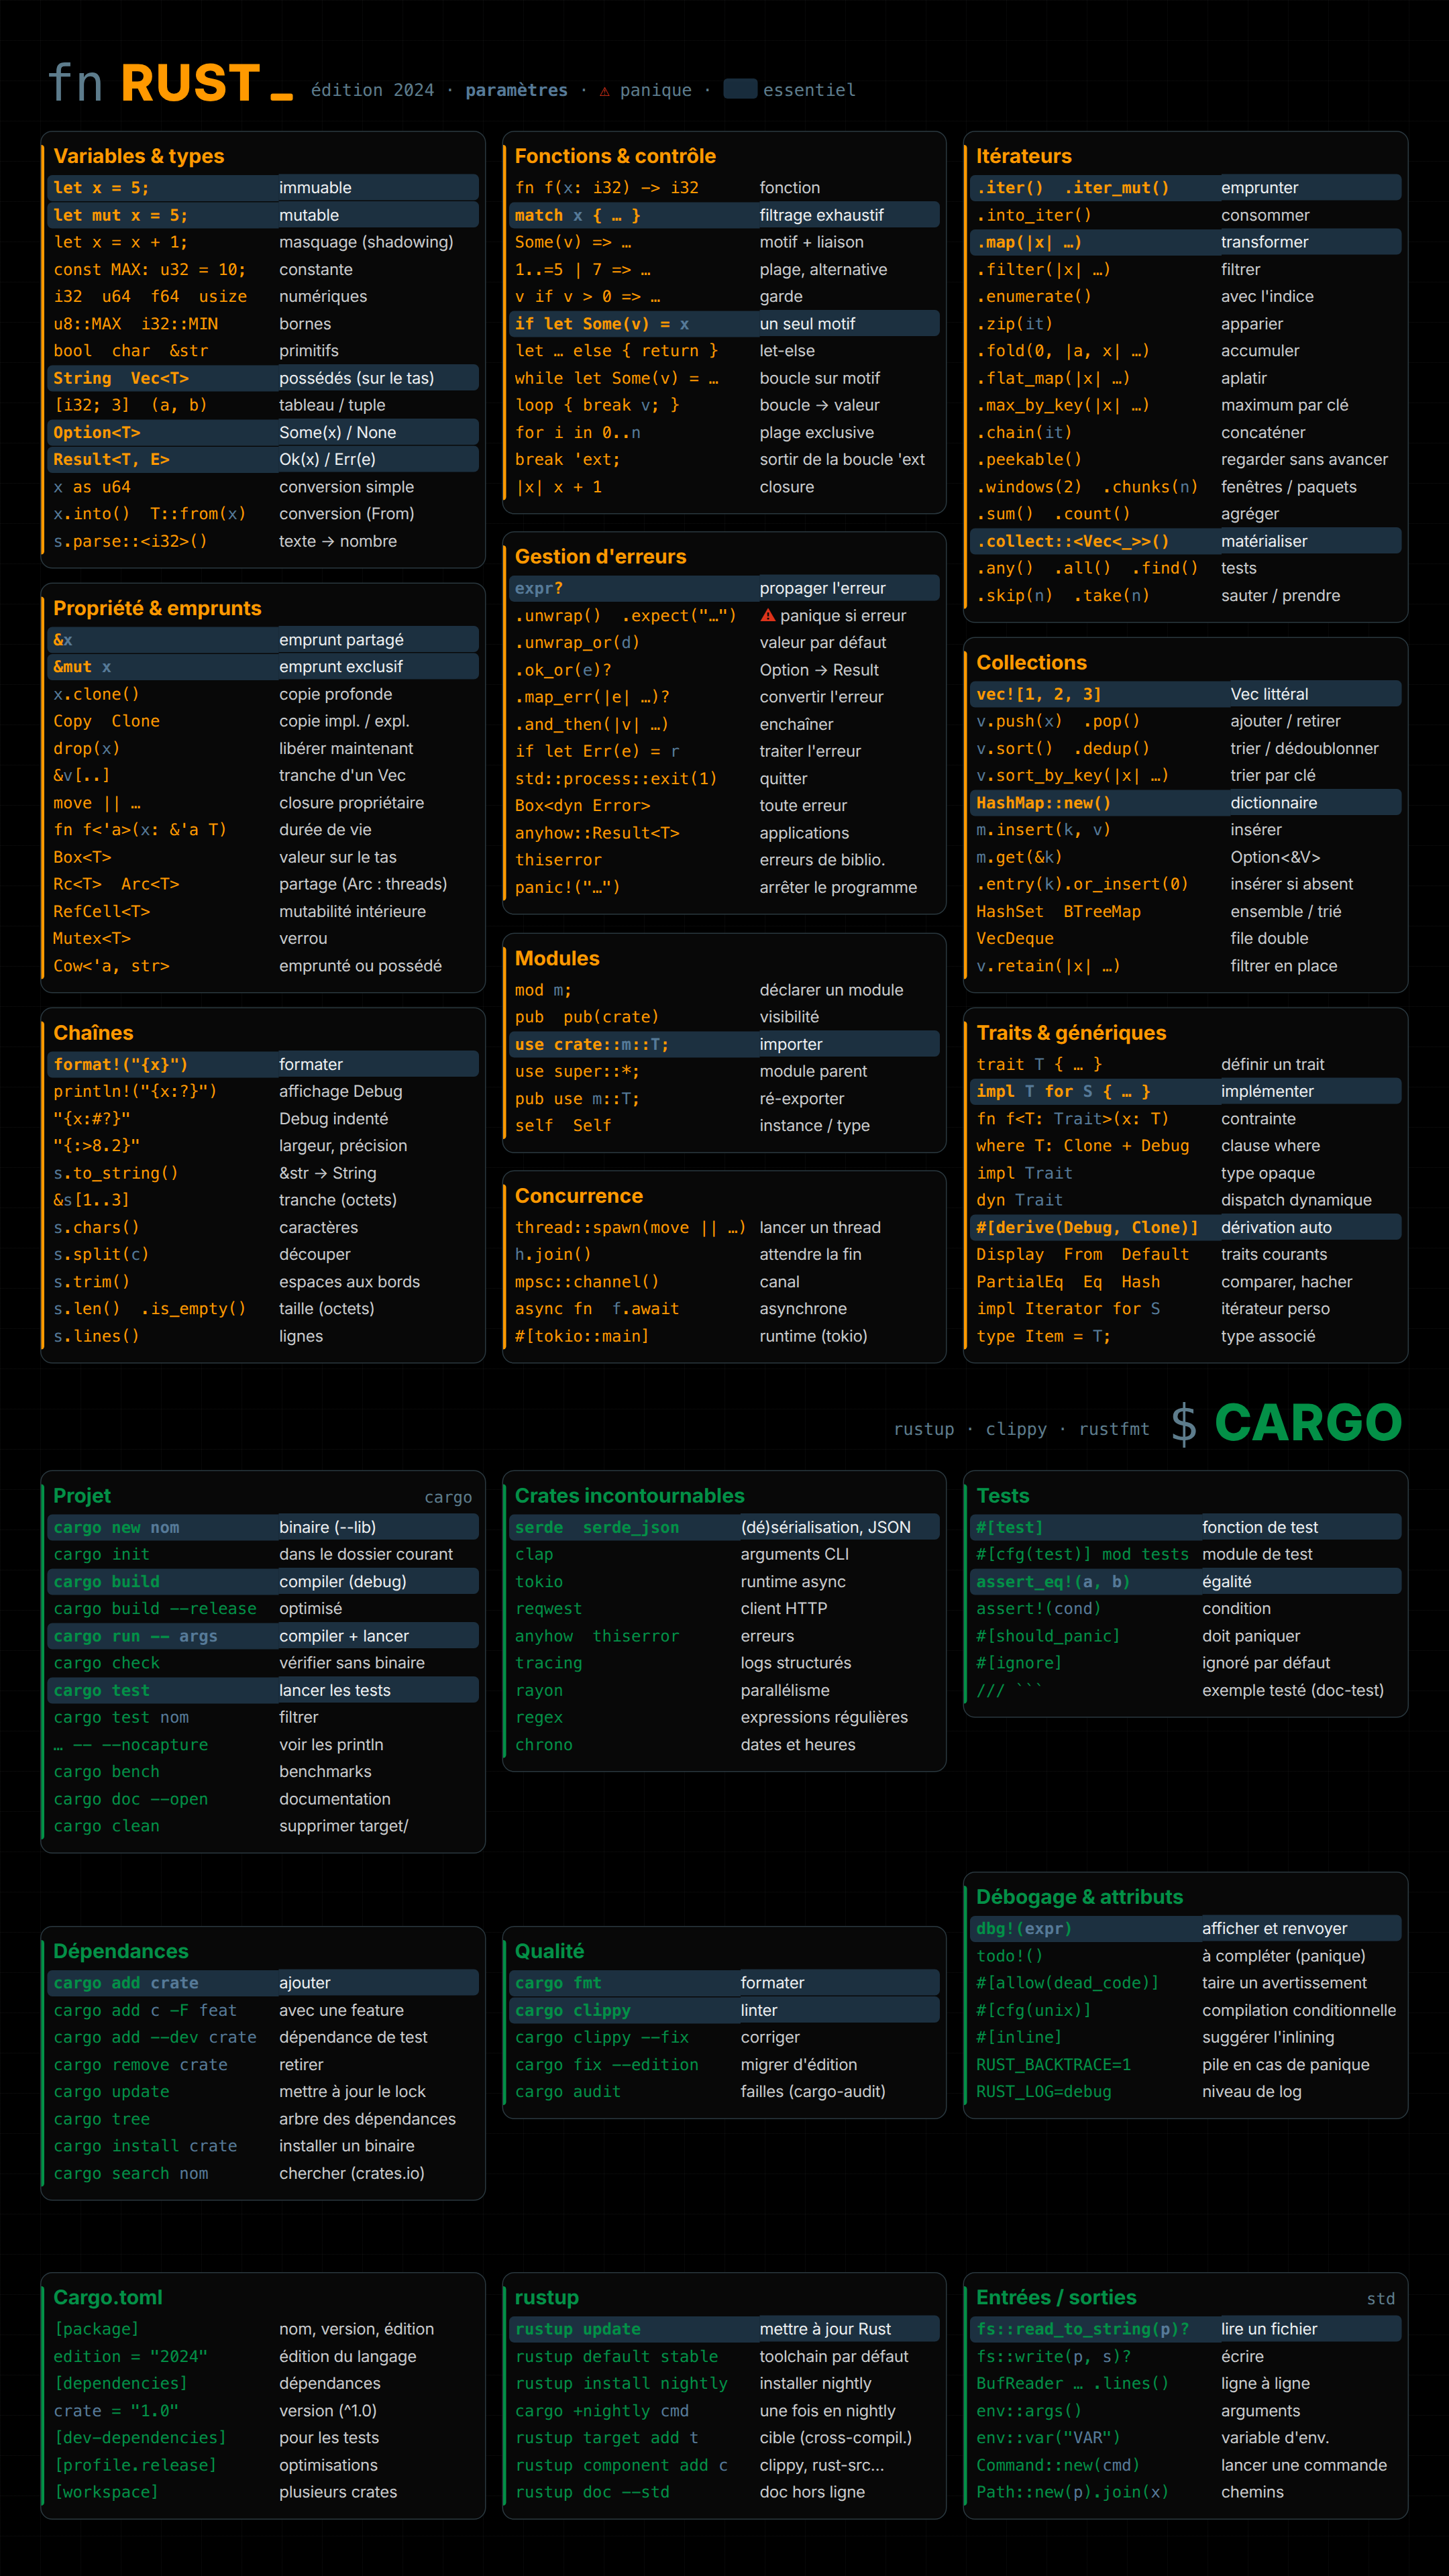 fn RUST_ édition 2024 · paramètres · ⚠ panique · essentiel
Variables & types
let x = 5; immuable
let mut x = 5; mutable
let x = x + 1; masquage (shadowing)
const MAX: u32 = 10; constante
i32 u64 f64 usize numériques
u8::MAX i32::MIN bornes
bool char &str primitifs
String Vec<T> possédés (sur le tas)
[i32; 3] (a, b) tableau / tuple
Option<T> Some(x) / None
Result<T, E> Ok(x) / Err(e)
x as u64 conversion simple
x.into() T::from(x) conversion (From)
s.parse::<i32>() texte → nombre
Propriété & emprunts
&x emprunt partagé
&mut x emprunt exclusif
x.clone() copie profonde
Copy Clone copie impl. / expl.
drop(x) libérer maintenant
&v[..] tranche d'un Vec
move || … closure propriétaire
fn f<'a>(x: &'a T) durée de vie
Box<T> valeur sur le tas
Rc<T> Arc<T> partage (Arc : threads)
RefCell<T> mutabilité intérieure
Mutex<T> verrou
Cow<'a, str> emprunté ou possédé
Chaînes
format!("{x}") formater
println!("{x:?}") affichage Debug
"{x:#?}" Debug indenté
"{:>8.2}" largeur, précision
s.to_string() &str → String
&s[1..3] tranche (octets)
s.chars() caractères
s.split(c) découper
s.trim() espaces aux bords
s.len() .is_empty() taille (octets)
s.lines() lignes
Fonctions & contrôle
fn f(x: i32) -> i32 fonction
match x { … } filtrage exhaustif
Some(v) => … motif + liaison
1..=5 | 7 => … plage, alternative
v if v > 0 => … garde
if let Some(v) = x un seul motif
let … else { return } let-else
while let Some(v) = … boucle sur motif
loop { break v; } boucle → valeur
for i in 0..n plage exclusive
break 'ext; sortir de la boucle 'ext
|x| x + 1 closure
Gestion d'erreurs
expr? propager l'erreur
.unwrap() .expect("…") ⚠ panique si erreur
.unwrap_or(d) valeur par défaut
.ok_or(e)? Option → Result
.map_err(|e| …)? convertir l'erreur
.and_then(|v| …) enchaîner
if let Err(e) = r traiter l'erreur
std::process::exit(1) quitter
Box<dyn Error> toute erreur
anyhow::Result<T> applications
thiserror erreurs de biblio.
panic!("…") arrêter le programme
Modules
mod m; déclarer un module
pub pub(crate) visibilité
use crate::m::T; importer
use super::*; module parent
pub use m::T; ré-exporter
self Self instance / type
Concurrence
thread::spawn(move || …) lancer un thread
h.join() attendre la fin
mpsc::channel() canal
async fn f.await asynchrone
#[tokio::main] runtime (tokio)
Itérateurs
.iter() .iter_mut() emprunter
.into_iter() consommer
.map(|x| …) transformer
.filter(|x| …) filtrer
.enumerate() avec l'indice
.zip(it) apparier
.fold(0, |a, x| …) accumuler
.flat_map(|x| …) aplatir
.max_by_key(|x| …) maximum par clé
.chain(it) concaténer
.peekable() regarder sans avancer
.windows(2) .chunks(n) fenêtres / paquets
.sum() .count() agréger
.collect::<Vec<_>>() matérialiser
.any() .all() .find() tests
.skip(n) .take(n) sauter / prendre
Collections
vec![1, 2, 3] Vec littéral
v.push(x) .pop() ajouter / retirer
v.sort() .dedup() trier / dédoublonner
v.sort_by_key(|x| …) trier par clé
HashMap::new() dictionnaire
m.insert(k, v) insérer
m.get(&k) Option<&V>
.entry(k).or_insert(0) insérer si absent
HashSet BTreeMap ensemble / trié
VecDeque file double
v.retain(|x| …) filtrer en place
Traits & génériques
trait T { … } définir un trait
impl T for S { … } implémenter
fn f<T: Trait>(x: T) contrainte
where T: Clone + Debug clause where
impl Trait type opaque
dyn Trait dispatch dynamique
#[derive(Debug, Clone)] dérivation auto
Display From Default traits courants
PartialEq Eq Hash comparer, hacher
impl Iterator for S itérateur perso
type Item = T; type associé
rustup · clippy · rustfmt $ CARGO
Projet cargo
cargo new nom binaire (--lib)
cargo init dans le dossier courant
cargo build compiler (debug)
cargo build --release optimisé
cargo run -- args compiler + lancer
cargo check vérifier sans binaire
cargo test lancer les tests
cargo test nom filtrer
… -- --nocapture voir les println
cargo bench benchmarks
cargo doc --open documentation
cargo clean supprimer target/
Crates incontournables
serde serde_json (dé)sérialisation, JSON
clap arguments CLI
tokio runtime async
reqwest client HTTP
anyhow thiserror erreurs
tracing logs structurés
rayon parallélisme
regex expressions régulières
chrono dates et heures
Tests
#[test] fonction de test
#[cfg(test)] mod tests module de test
assert_eq!(a, b) égalité
assert!(cond) condition
#[should_panic] doit paniquer
#[ignore] ignoré par défaut
/// ``` exemple testé (doc-test)
Dépendances
cargo add crate ajouter
cargo add c -F feat avec une feature
cargo add --dev crate dépendance de test
cargo remove crate retirer
cargo update mettre à jour le lock
cargo tree arbre des dépendances
cargo install crate installer un binaire
cargo search nom chercher (crates.io)
Qualité
cargo fmt formater
cargo clippy linter
cargo clippy --fix corriger
cargo fix --edition migrer d'édition
cargo audit failles (cargo-audit)
Débogage & attributs
dbg!(expr) afficher et renvoyer
todo!() à compléter (panique)
#[allow(dead_code)] taire un avertissement
#[cfg(unix)] compilation conditionnelle
#[inline] suggérer l'inlining
RUST_BACKTRACE=1 pile en cas de panique
RUST_LOG=debug niveau de log
Cargo.toml
[package] nom, version, édition
edition = "2024" édition du langage
[dependencies] dépendances
crate = "1.0" version (^1.0)
[dev-dependencies] pour les tests
[profile.release] optimisations
[workspace] plusieurs crates
rustup
rustup update mettre à jour Rust
rustup default stable toolchain par défaut
rustup install nightly installer nightly
cargo +nightly cmd une fois en nightly
rustup target add t cible (cross-compil.)
rustup component add c clippy, rust-src…
rustup doc --std doc hors ligne
Entrées / sorties std
fs::read_to_string(p)? lire un fichier
fs::write(p, s)? écrire
BufReader … .lines() ligne à ligne
env::args() arguments
env::var("VAR") variable d'env.
Command::new(cmd) lancer une commande
Path::new(p).join(x) chemins